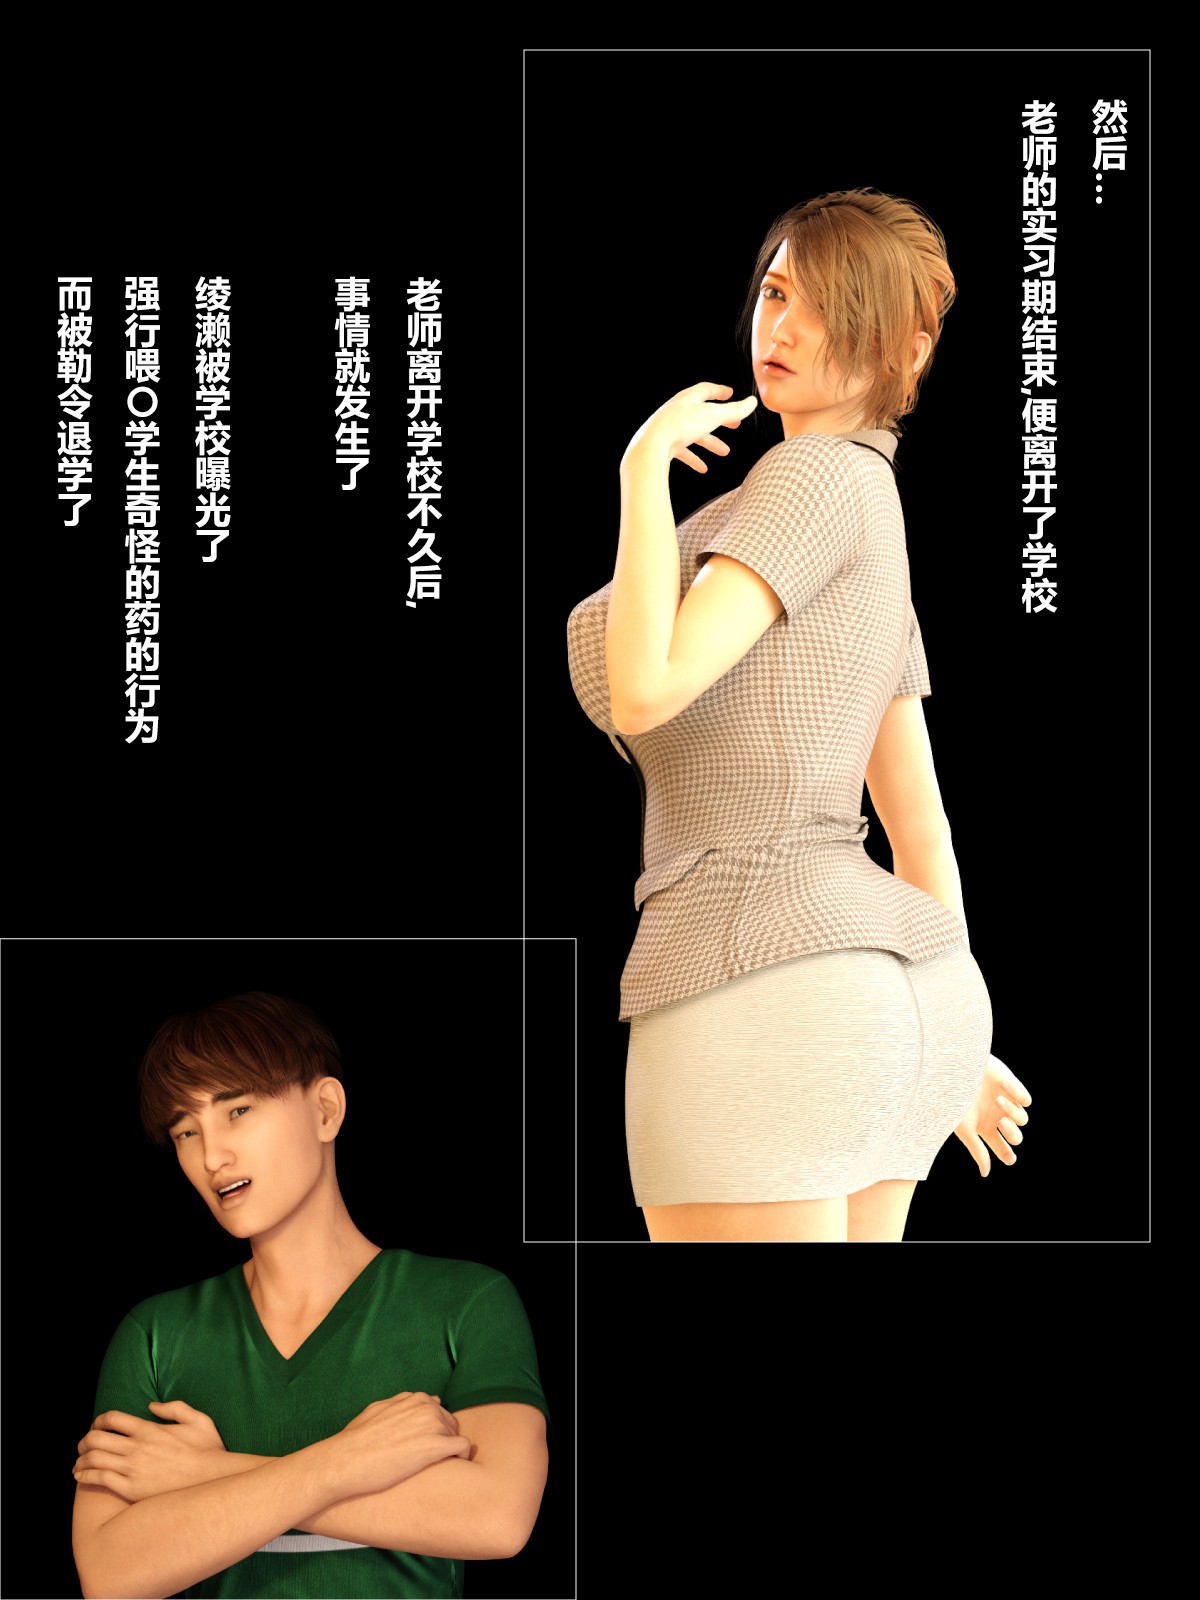 然后…
老师的实习期结束,便离开了学校
老师离开学校不久后,
事情就发生了
绫濑被学校曝光了
强行喂〇学生奇怪的药的行为
而被勒令退学了